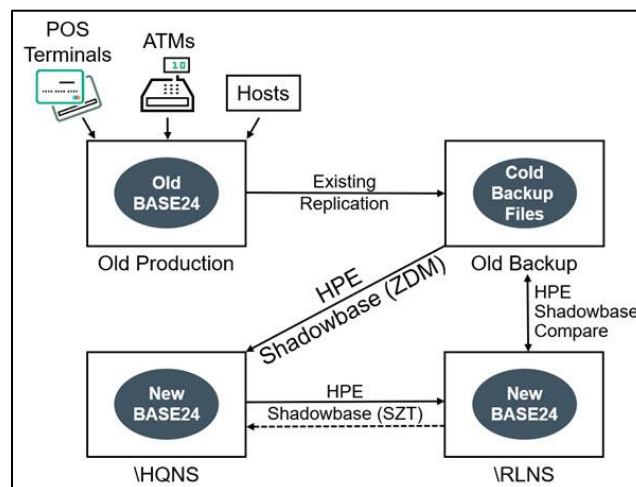 POS
Terminals
ATMs
10
Hosts
Old
BASE24
Existing
Replication
Cold
Backup
Files
Old Production
Old Backup
HPE
Shadowbase (ZDM)
HPE
Shadowbase
Compare
New
BASE24
HPE
Shadowbase (SZT)
New
BASE24
\HQNS
\RLNS